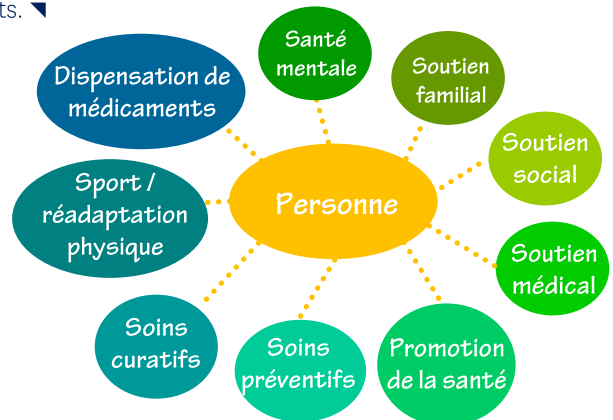 ts.
Santé
mentale
Soutien
familial
Dispensation de
médicaments
Soutien
social
Sport /
réadaptation
physique
Personne
Soutien
médical
Soins
curatifs
Soins
préventifs
Promotion
de la santé